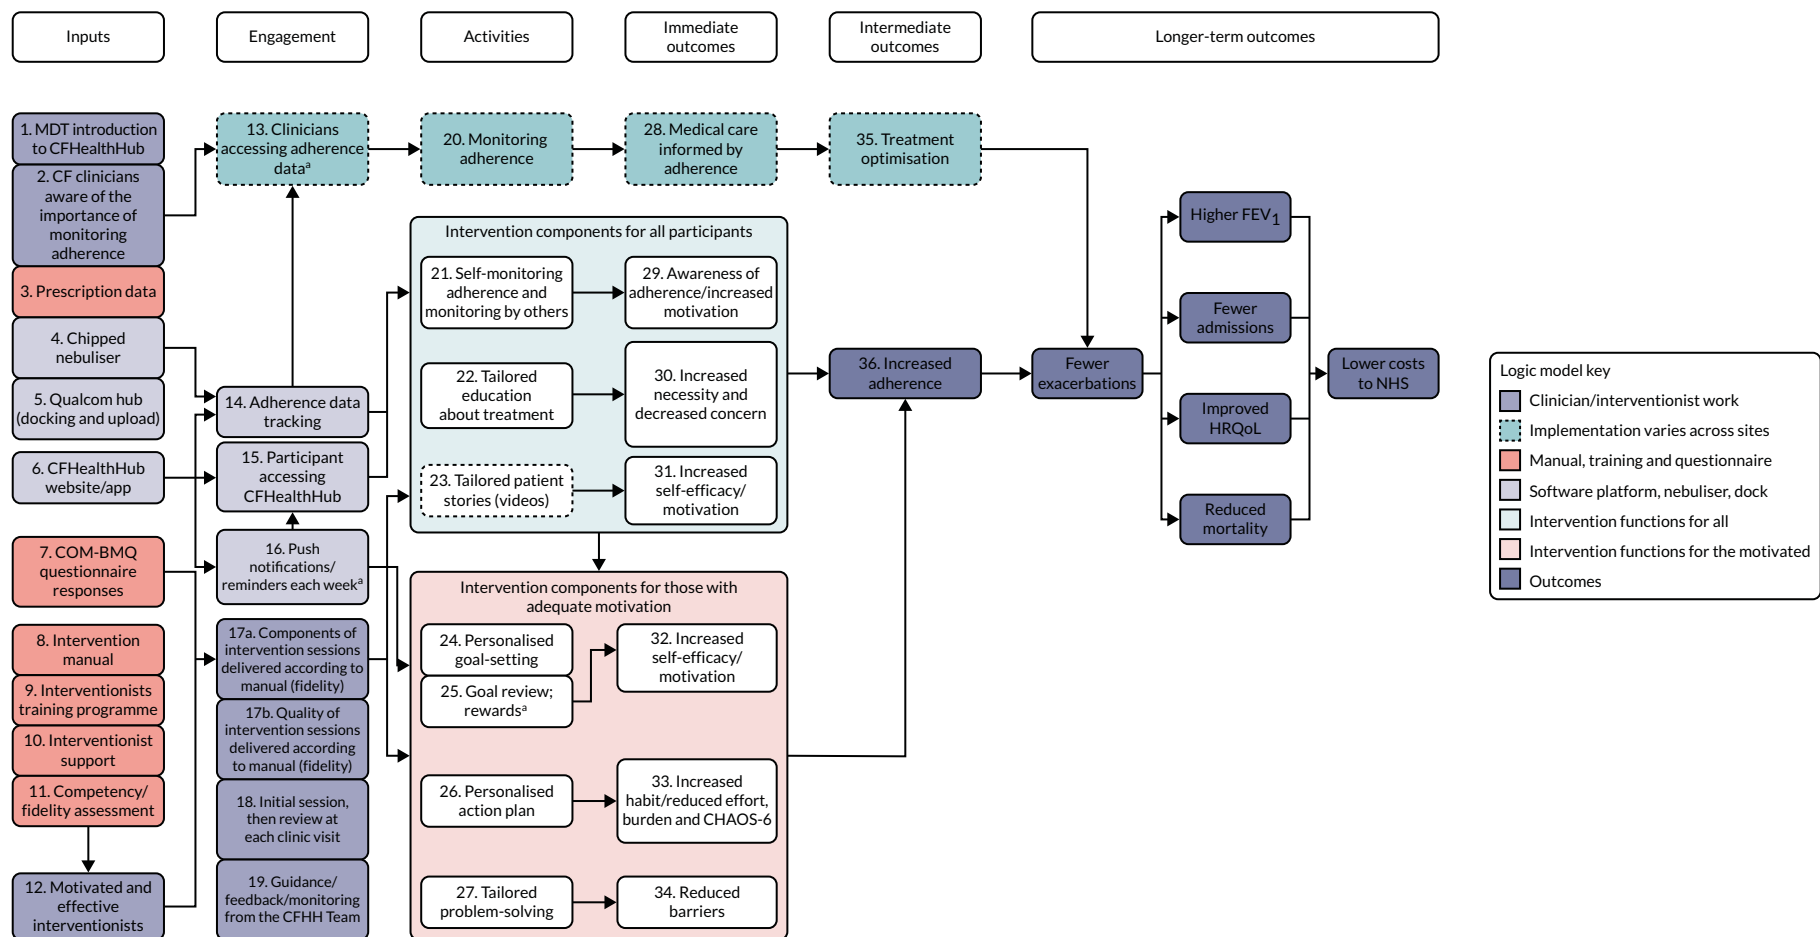 Inputs
Engagement
Activities
Immediate
outcomes
Intermediate
outcomes
Longer-term outcomes
1. MDT introduction
to CFHealthHub
2. CF clinicians
aware of the
importance of
monitoring
adherence
3. Prescription data
4. Chipped
nebuliser
5. Qualcom hub
(docking and upload)
6. CFHealthHub
website/app
7. COM-BMQ
questionnaire
responses
8. Intervention
manual
9. Interventionists
training programme
10. Interventionist
support
11. Competency/
fidelity assessment
12. Motivated and
effective
interventionists
13. Clinicians
accessing adherence
dataᵃ
14. Adherence data
tracking
15. Participant
accessing
CFHealthHub
16. Push
notifications/
reminders each weekᵃ
17a. Components of
intervention sessions
delivered according to
manual (fidelity)
17b. Quality of
intervention sessions
delivered according
to manual (fidelity)
18. Initial session,
then review at
each clinic visit
19. Guidance/
feedback/monitoring
from the CFHH Team
20. Monitoring
adherence
28. Medical care
informed by
adherence
35. Treatment
optimisation
Intervention components for all participants
21. Self-monitoring
adherence and
monitoring by others
29. Awareness of
adherence/increased
motivation
22. Tailored
education
about treatment
30. Increased
necessity and
decreased concern
23. Tailored patient
stories (videos)
31. Increased
self-efficacy/
motivation
Intervention components for those with
adequate motivation
24. Personalised
goal-setting
25. Goal review;
rewardsᵃ
32. Increased
self-efficacy/
motivation
26. Personalised
action plan
33. Increased
habit/reduced effort,
burden and CHAOS-6
27. Tailored
problem-solving
34. Reduced
barriers
36. Increased
adherence
Fewer
exacerbations
Higher FEV₁
Fewer
admissions
Improved
HRQoL
Reduced
mortality
Lower costs
to NHS
Logic model key
Clinician/interventionist work
Implementation varies across sites
Manual, training and questionnaire
Software platform, nebuliser, dock
Intervention functions for all
Intervention functions for the motivated
Outcomes